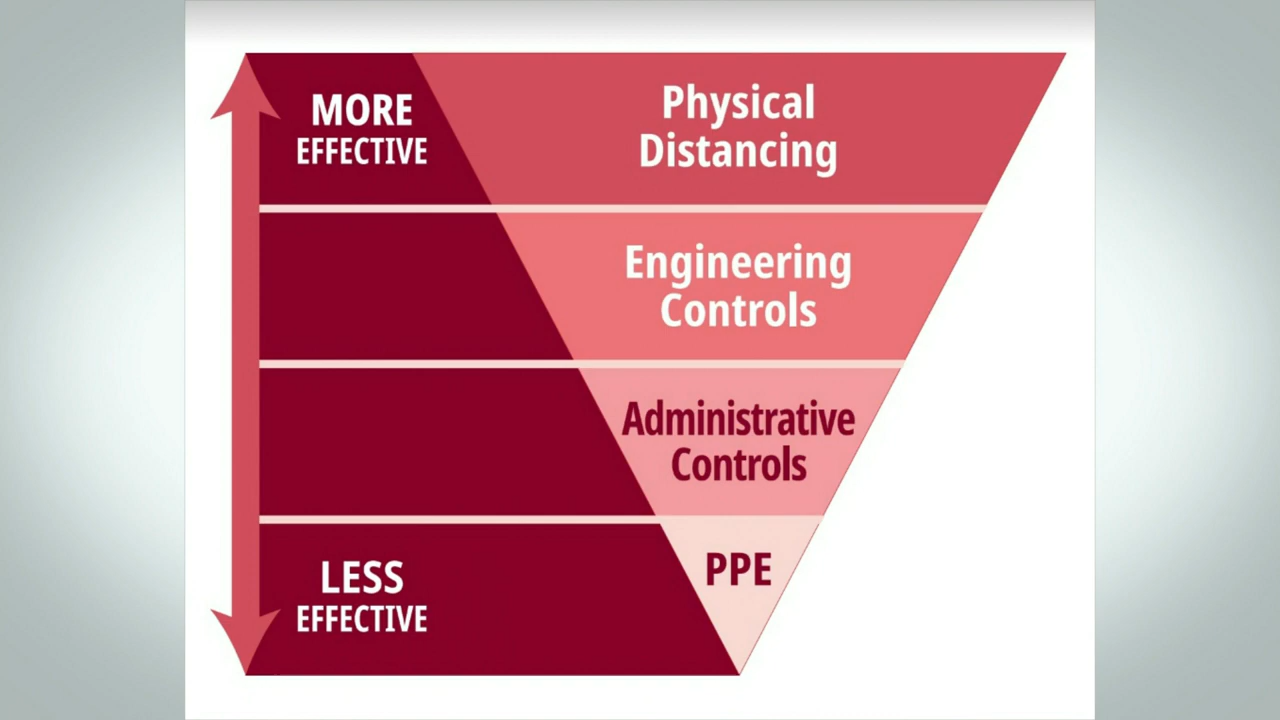 MORE
EFFECTIVE
Physical
Distancing
Engineering
Controls
Administrative
Controls
LESS
EFFECTIVE
PPE